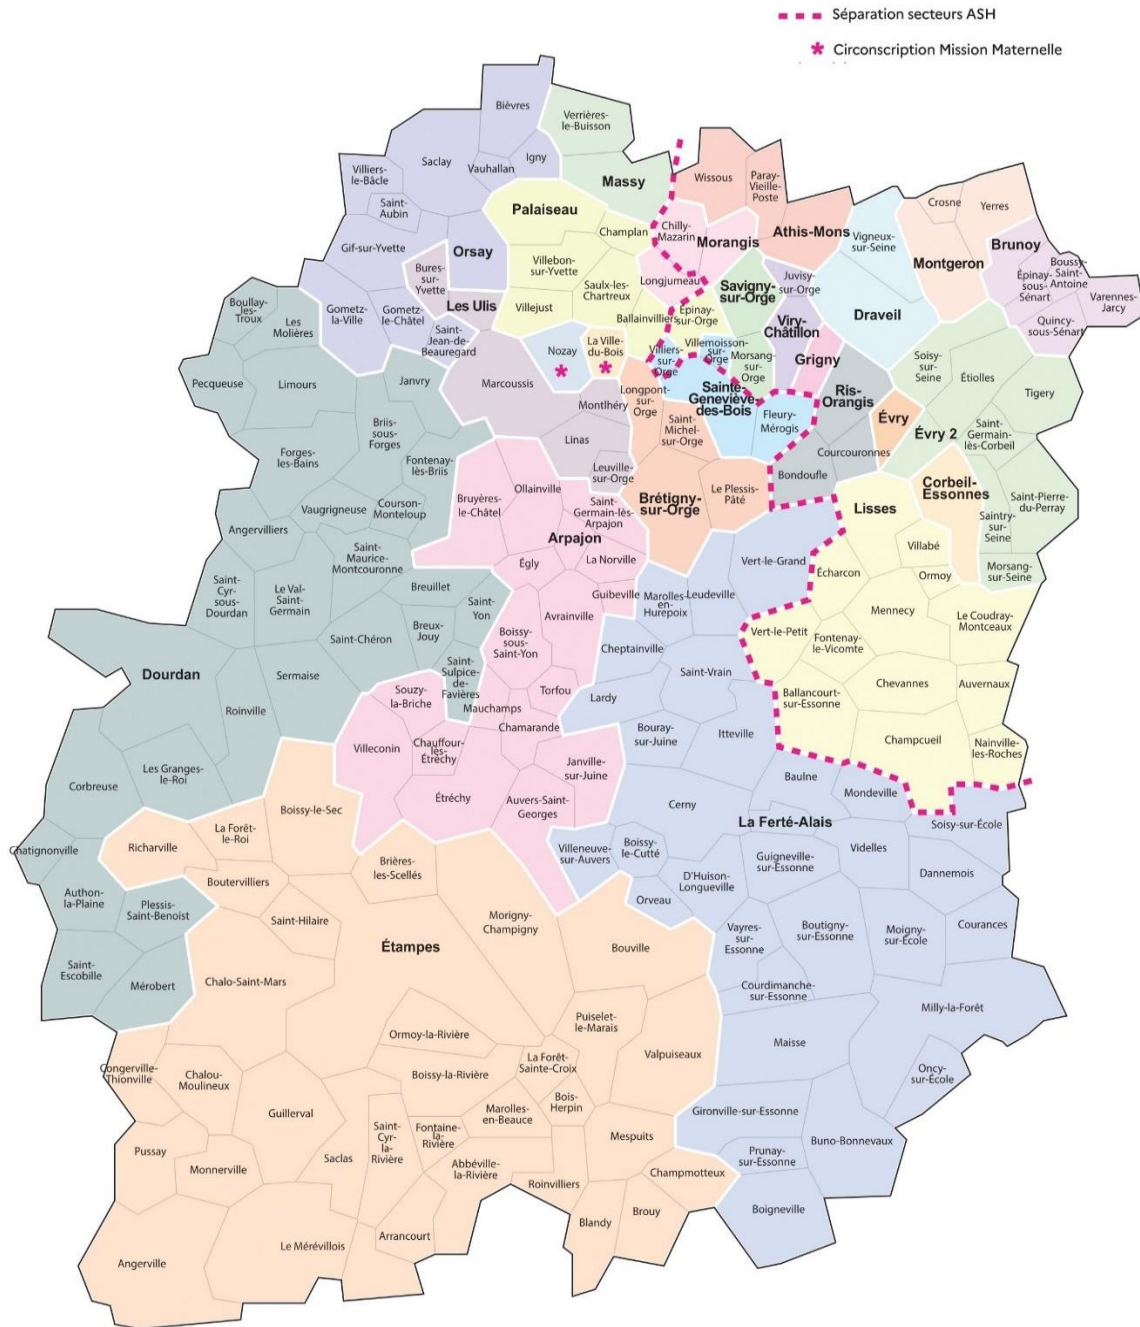 Séparation secteurs ASH
* Circonscription Mission Maternelle
Bièvres
Verrières-
le-Buisson
Saclay
Vauhallan
Igny
Villiers-
le-Bâcle
Saint-
Aubin
Massy
Wissous
Paray-
Vieille-
Poste
Crosne
Yerres
Palaiseau
Champlan
Chilly-
Mazarin
Morangis
Athis-Mons
Vigneux-
sur-Seine
Montgeron
Brunoy
Boussy-
Saint-
Antoine
Épinay-
sous-
Sénart
Varennes-
Jarcy
Quincy-
sous-Sénart
Gif-sur-Yvette
Orsay
Bures-
sur-
Yvette
Villebon-
sur-Yvette
Saulx-les-
Chartreux
Longjumeau
Savigny-
sur-Orge
Juvisy-
sur-Orge
Les Ulis
Villejust
Ballainvilliers
Epinay-
sur-Orge
Viry-
Châtillon
Draveil
Boullay-
les-
Troux
Les
Molières
Gometz-
la-Ville
Gometz-
le-Châtel
Saint-
Jean-de-
Beauregard
Nozay
*
La Ville-
du-Bois
*
Villiers-
sur-
Orge
Villemoisson-
sur-
Orge
Morsang-
sur-
Orge
Grigny
Soisy-
sur-
Seine
Étiolles
Tigery
Pecqueuse
Limours
Janvry
Marcoussis
Montlhéry
Longpont-
sur-
Orge
Sainte-
Geneviève-
des-Bois
Fleury-
Mérogis
Ris-
Orangis
Évry
Évry 2
Saint-
Germain-
lès-Corbeil
Forges-
les-Bains
Briis-
sous-
Forges
Fontenay-
lès-Briis
Linas
Saint-
Michel-
sur-Orge
Courcouronnes
Bondoufle
Leuville-
sur-Orge
Bruyères-
le-Châtel
Ollainville
Saint-
Germain-lès-
Arpajon
Brétigny-
sur-Orge
Le Plessis-
Pâté
Lisses
Corbeil-
Essonnes
Saint-Pierre-
du-Perray
Saintry-
sur-
Seine
Morsang-
sur-Seine
Vaugrigneuse
Courson-
Monteloup
Angervilliers
Arpajon
La Norville
Égly
Guibeville
Vert-le-Grand
Villabé
Ormoy
Écharcon
Saint-
Maurice-
Montcouronne
Saint-
Cyr-
sous-
Dourdan
Le Val-
Saint-
Germain
Breuillet
Saint-
Yon
Avrainville
Marolles-
en-
Hurepoix
Leudeville
Mennecy
Le Coudray-
Montceaux
Saint-Chéron
Breux-
Jouy
Boissy-
sous-
Saint-Yon
Cheptainville
Vert-le-Petit
Fontenay-
le-Vicomte
Dourdan
Sermaise
Saint-
Sulpice-
de-
Favières
Souzy-
la-Briche
Mauchamps
Torfou
Saint-Vrain
Lardy
Ballancourt-
sur-Essonne
Chevannes
Auvernaux
Roinville
Villeconin
Chauffour-
lès-
Étréchy
Chamarande
Bouray-
sur-Juine
Itteville
Champcueil
Nainville-
les-Roches
Corbreuse
Les Granges-
le-Roi
Étréchy
Janville-
sur-Juine
Auvers-Saint-
Georges
Baulne
Mondeville
Boissy-le-Sec
Cerny
La Ferté-Alais
Soisy-sur-École
Chatignonville
Richarville
La Forêt-
le-Roi
Boutervilliers
Brières-
les-Scellés
Villeneuve-
sur-Auvers
Boissy-
le-Cutté
D'Huison-
Longueville
Guigneville-
sur-Essonne
Videlles
Dannemois
Authon-
la-Plaine
Plessis-
Saint-Benoist
Saint-Hilaire
Morigny-
Champigny
Orveau
Vayres-
sur-
Essonne
Boutigny-
sur-Essonne
Moigny-
sur-École
Courances
Étampes
Bouville
Saint-
Escobille
Mérobert
Chalo-Saint-Mars
Courdimanche-
sur-Essonne
Milly-la-Forêt
Puiselet-
le-Marais
Ormoy-la-Rivière
Valpuiseaux
Maisse
Congerville-
Thionville
Chalou-
Moulineux
Boissy-la-Rivière
La Forêt-
Sainte-Croix
Bois-
Herpin
Oncy-
sur-École
Guillerval
Marolles-
en-Beauce
Gironville-sur-Essonne
Pussay
Monnerville
Saclas
Saint-
Cyr-
la-
Rivière
Fontaine-
la-
Rivière
Abbéville-
la-Rivière
Mespuits
Buno-Bonnevaux
Prunay-
sur-Essonne
Roinvilliers
Champmotteux
Boigneville
Blandy
Brouy
Angerville
Le Mérévillois
Arrancourt